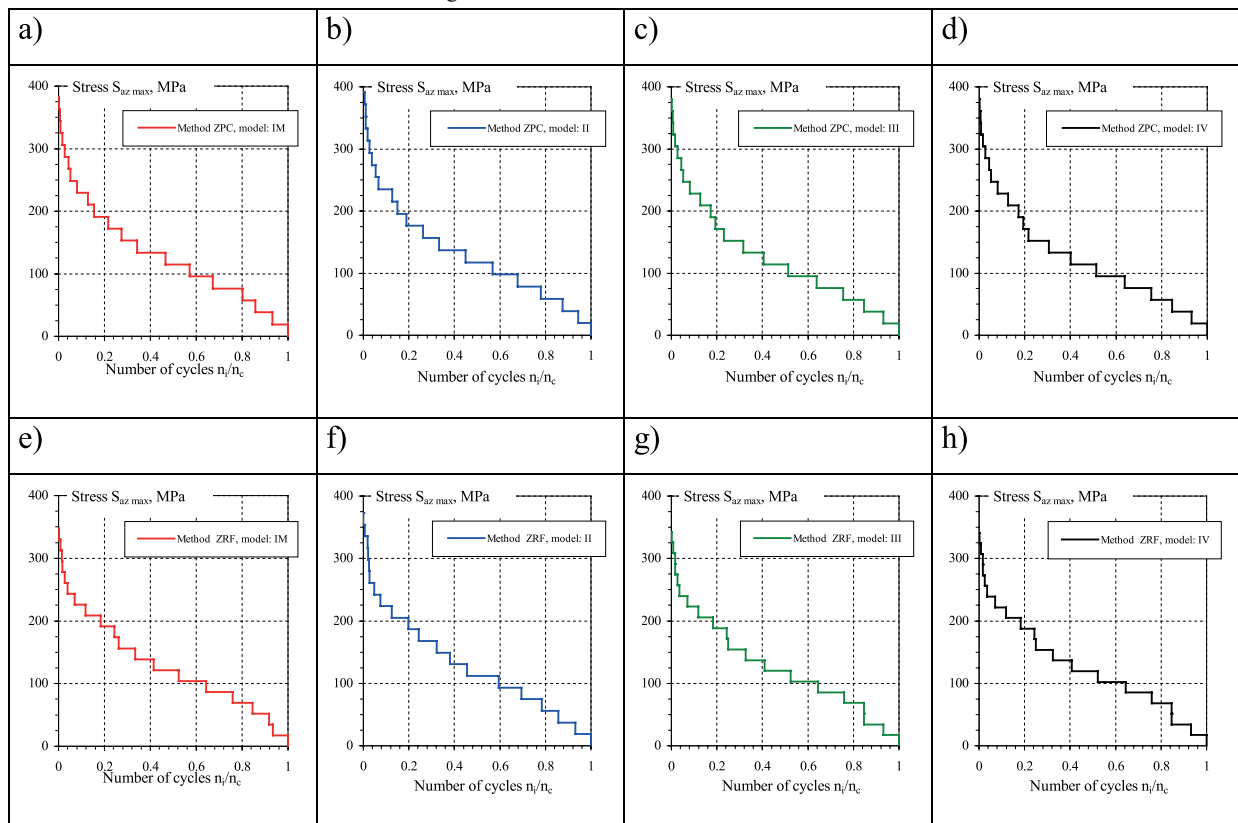 a)
b)
c)
d)
Stress S_az max, MPa
Method ZPC, model: IM
400
300
200
100
0
0 0.2 0.4 0.6 0.8 1
Number of cycles n_i/n_c
Stress S_az max, MPa
Method ZPC, model: II
400
300
200
100
0
0 0.2 0.4 0.6 0.8 1
Number of cycles n_i/n_c
Stress S_az max, MPa
Method ZPC, model: III
400
300
200
100
0
0 0.2 0.4 0.6 0.8 1
Number of cycles n_i/n_c
Stress S_az max, MPa
Method ZPC, model: IV
400
300
200
100
0
0 0.2 0.4 0.6 0.8 1
Number of cycles n_i/n_c
e)
f)
g)
h)
Stress S_az max, MPa
Method ZRF, model: IM
400
300
200
100
0
0 0.2 0.4 0.6 0.8 1
Number of cycles n_i/n_c
Stress S_az max, MPa
Method ZRF, model: II
400
300
200
100
0
0 0.2 0.4 0.6 0.8 1
Number of cycles n_i/n_c
Stress S_az max, MPa
Method ZRF, model: III
400
300
200
100
0
0 0.2 0.4 0.6 0.8 1
Number of cycles n_i/n_c
Stress S_az max, MPa
Method ZRF, model: IV
400
300
200
100
0
0 0.2 0.4 0.6 0.8 1
Number of cycles n_i/n_c